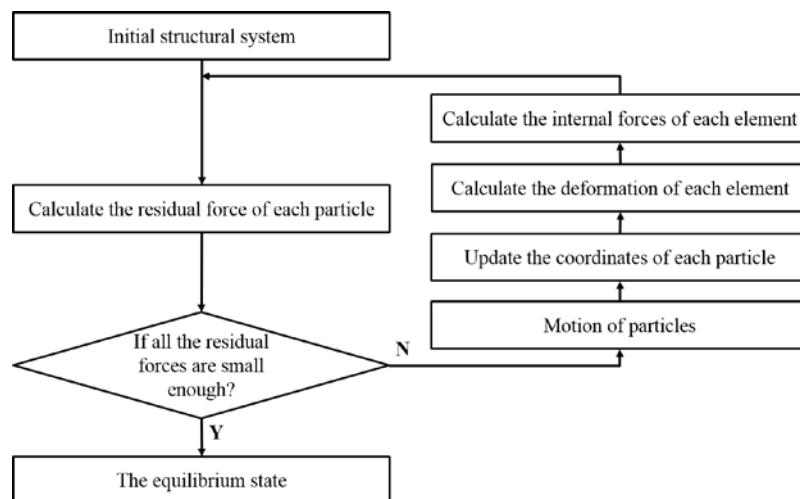 Initial structural system
Calculate the internal forces of each element
Calculate the deformation of each element
Calculate the residual force of each particle
Update the coordinates of each particle
Motion of particles
If all the residual
forces are small
enough?
N
Y
The equilibrium state